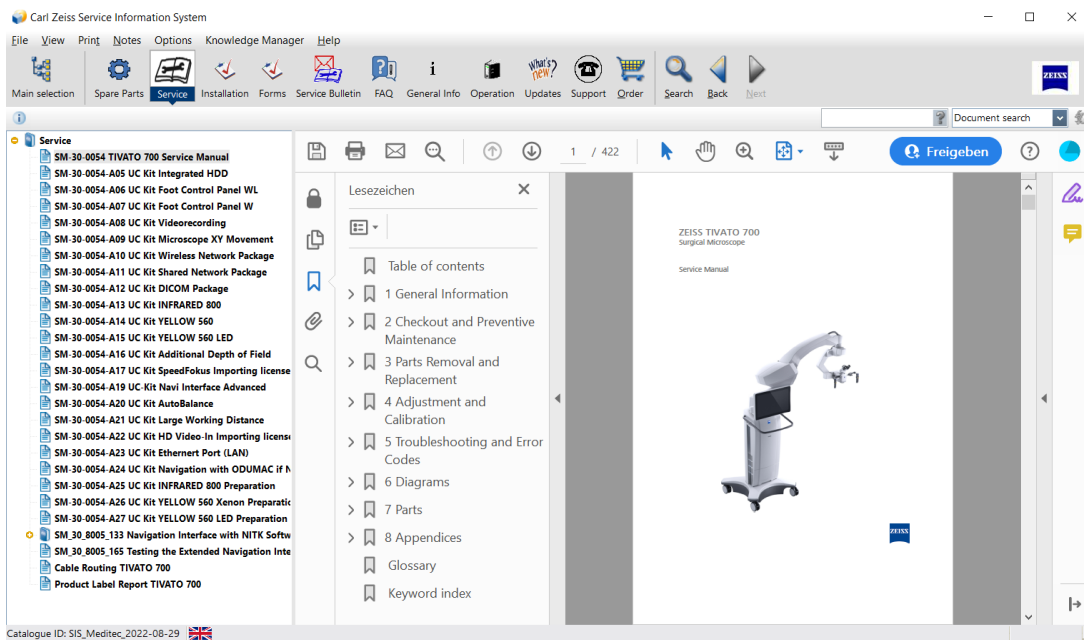 Carl Zeiss Service Information System
File View Print Notes Options Knowledge Manager Help
Main selection Spare Parts Service Installation Forms Service Bulletin FAQ General Info Operation What's new? Updates Support Order Search Back Next
ZEISS
Document search
Service
SM-30-0054 TIVATO 700 Service Manual
SM-30-0054-A05 UC Kit Integrated HDD
SM-30-0054-A06 UC Kit Foot Control Panel WL
SM-30-0054-A07 UC Kit Foot Control Panel W
SM-30-0054-A08 UC Kit Videorecording
SM-30-0054-A09 UC Kit Microscope XY Movement
SM-30-0054-A10 UC Kit Wireless Network Package
SM-30-0054-A11 UC Kit Shared Network Package
SM-30-0054-A12 UC Kit DICOM Package
SM-30-0054-A13 UC Kit INFRARED 800
SM-30-0054-A14 UC Kit YELLOW 560
SM-30-0054-A15 UC Kit YELLOW 560 LED
SM-30-0054-A16 UC Kit Additional Depth of Field
SM-30-0054-A17 UC Kit SpeedFokus Importing license
SM-30-0054-A19 UC-Kit Navi Interface Advanced
SM-30-0054-A20 UC Kit AutoBalance
SM-30-0054-A21 UC Kit Large Working Distance
SM-30-0054-A22 UC Kit HD Video-In Importing license
SM-30-0054-A23 UC Kit Ethernert Port (LAN)
SM-30-0054-A24 UC Kit Navigation with ODUMAC if N
SM-30-0054-A25 UC Kit INFRARED 800 Preparation
SM-30-0054-A26 UC Kit YELLOW 560 Xenon Preparatic
SM-30-0054-A27 UC Kit YELLOW 560 LED Preparation
SM_30_8005_133 Navigation Interface with NITK Softw
SM_30_8005_165 Testing the Extended Navigation Inte
Cable Routing TIVATO 700
Product Label Report TIVATO 700
1 / 422
Freigeben
Lesezeichen
Table of contents
1 General Information
2 Checkout and Preventive
Maintenance
3 Parts Removal and
Replacement
4 Adjustment and
Calibration
5 Troubleshooting and Error
Codes
6 Diagrams
7 Parts
8 Appendices
Glossary
Keyword index
ZEISS TIVATO 700
Surgical Microscope
Service Manual
ZEISS
Catalogue ID: SIS_Meditec_2022-08-29